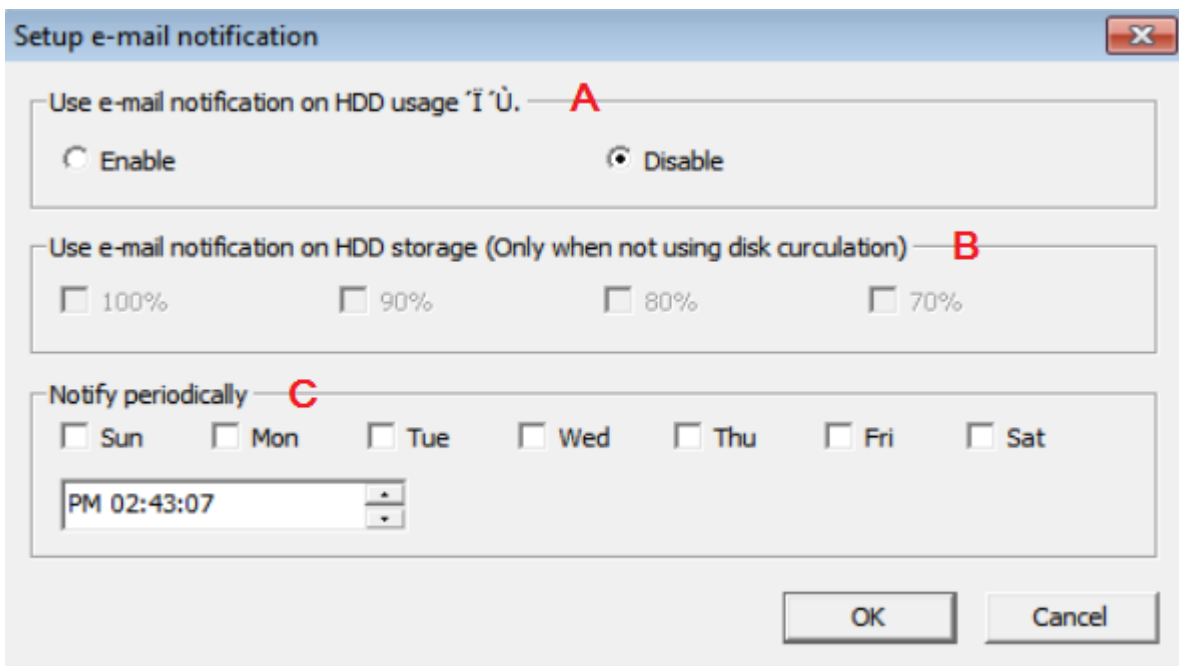 Setup e-mail notification
Use e-mail notification on HDD usage ´Ï ´Ù. A
Enable Disable
Use e-mail notification on HDD storage (Only when not using disk curculation) B
100% 90% 80% 70%
Notify periodically C
Sun Mon Tue Wed Thu Fri Sat
PM 02:43:07
OK Cancel